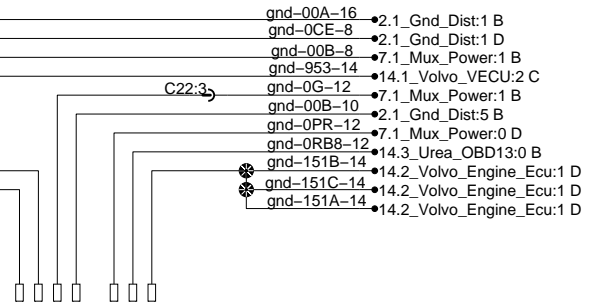 gnd-00A-16 2.1_Gnd_Dist:1 B
gnd-0CE-8 2.1_Gnd_Dist:1 D
gnd-00B-8 7.1_Mux_Power:1 B
gnd-953-14 14.1_Volvo_VECU:2 C
C22:3 gnd-0G-12 7.1_Mux_Power:1 B
gnd-00B-10 2.1_Gnd_Dist:5 B
gnd-0PR-12 7.1_Mux_Power:0 D
gnd-0RB8-12 14.3_Urea_OBD13:0 B
gnd-151B-14 14.2_Volvo_Engine_Ecu:1 D
gnd-151C-14 14.2_Volvo_Engine_Ecu:1 D
gnd-151A-14 14.2_Volvo_Engine_Ecu:1 D